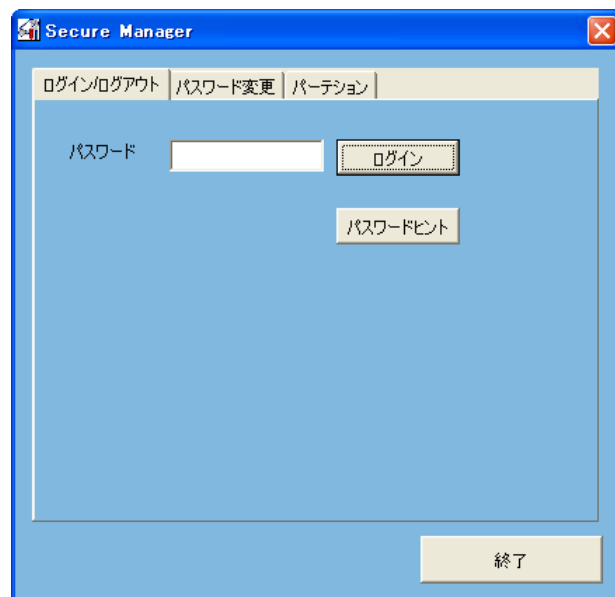 Secure Manager
ログイン/ログアウト パスワード変更 パーテション
パスワード ログイン
パスワードヒント
終了